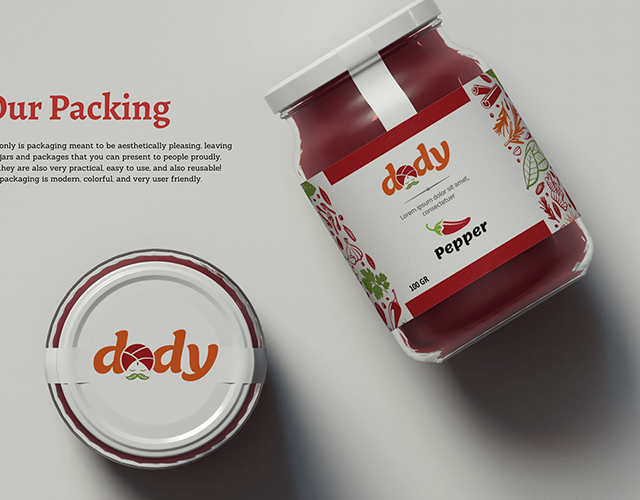 Our Packing
only is packaging meant to be aesthetically pleasing, leaving
jars and packages that you can present to people proudly,
they are also very practical, easy to use, and also reusable!
packaging is modern, colorful, and very user friendly.
dody
Lorem ipsum dolor sit amet,
consectetuer
Pepper
100 GR
dody